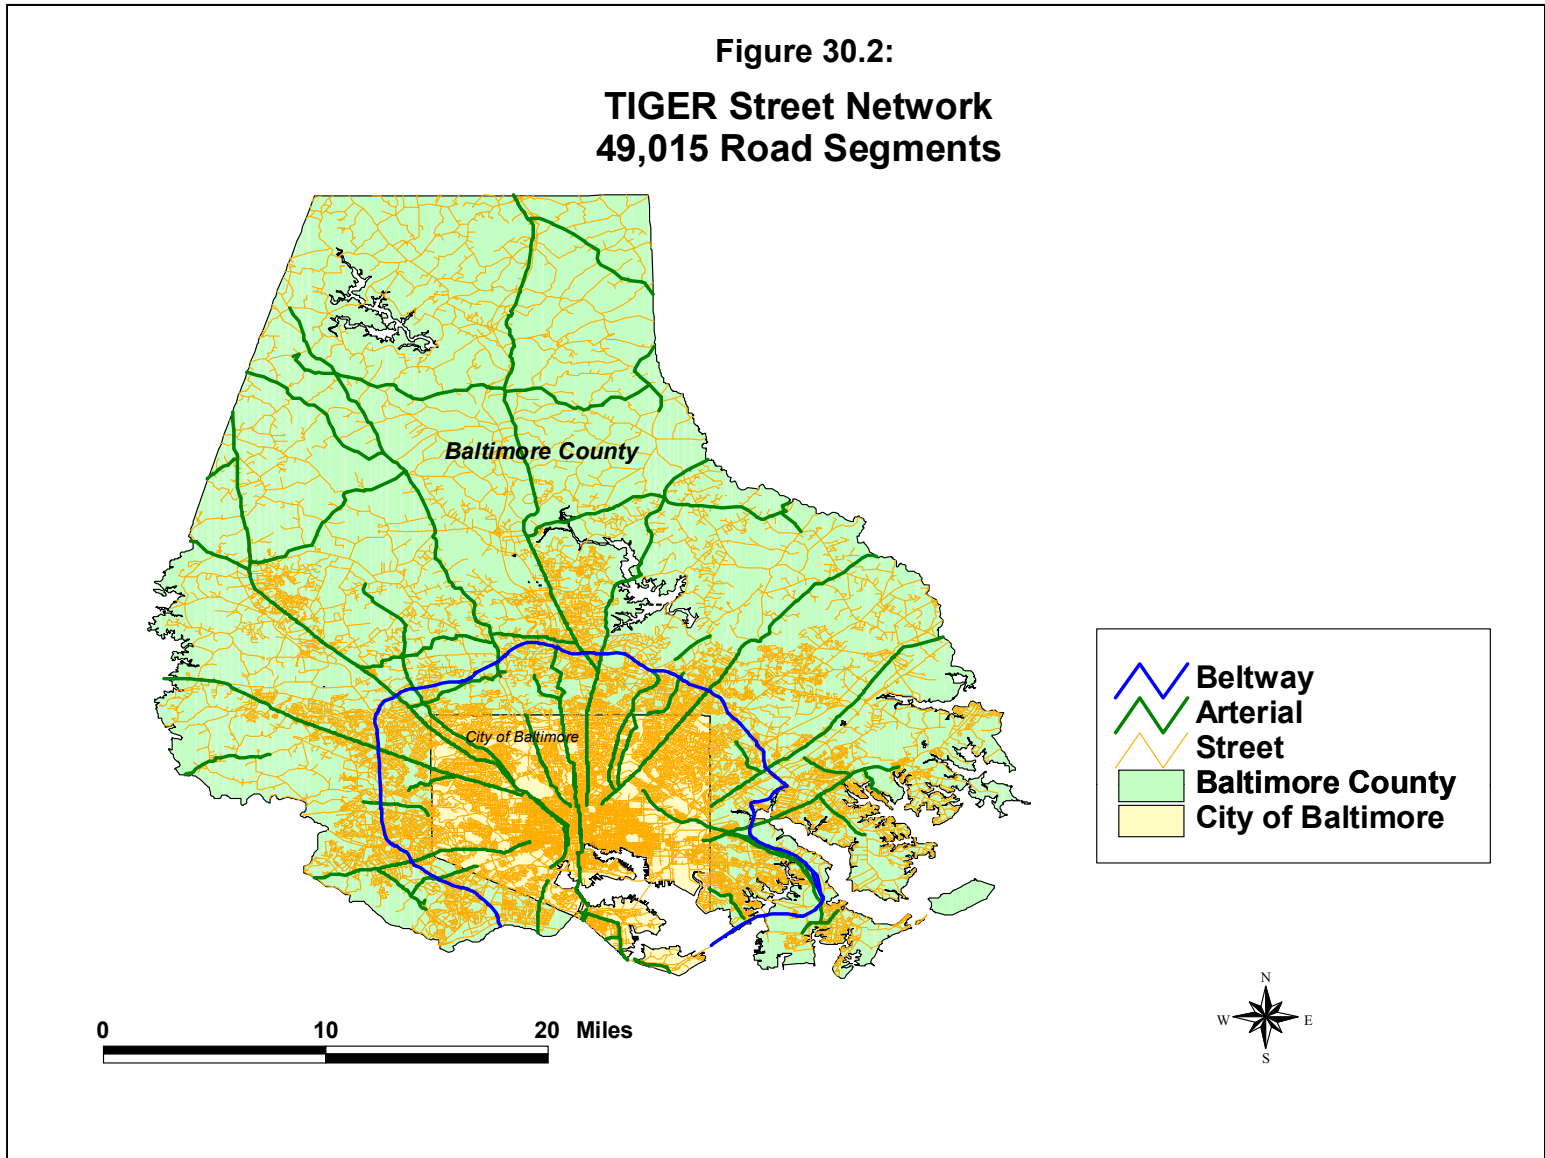 Figure 30.2:
TIGER Street Network
49,015 Road Segments
Baltimore County
City of Baltimore
Beltway
Arterial
Street
Baltimore County
City of Baltimore
0 10 20 Miles
N
W E
S